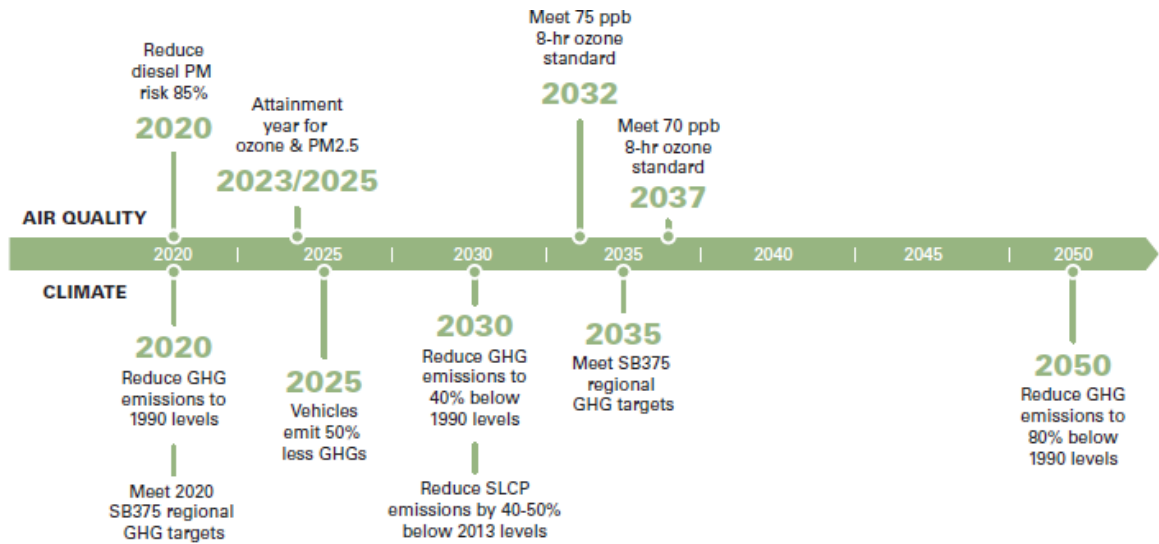 Reduce
diesel PM
risk 85%
2020
Attainment
year for
ozone & PM2.5
2023/2025
Meet 75 ppb
8-hr ozone
standard
2032
Meet 70 ppb
8-hr ozone
standard
2037
AIR QUALITY
2020 | 2025 | 2030 | 2035 | 2040 | 2045 | 2050
CLIMATE
2020
Reduce GHG
emissions to
1990 levels
Meet 2020
SB375 regional
GHG targets
2025
Vehicles
emit 50%
less GHGs
2030
Reduce GHG
emissions to
40% below
1990 levels
Reduce SLCP
emissions by 40-50%
below 2013 levels
2035
Meet SB375
regional
GHG targets
2050
Reduce GHG
emissions to
80% below
1990 levels